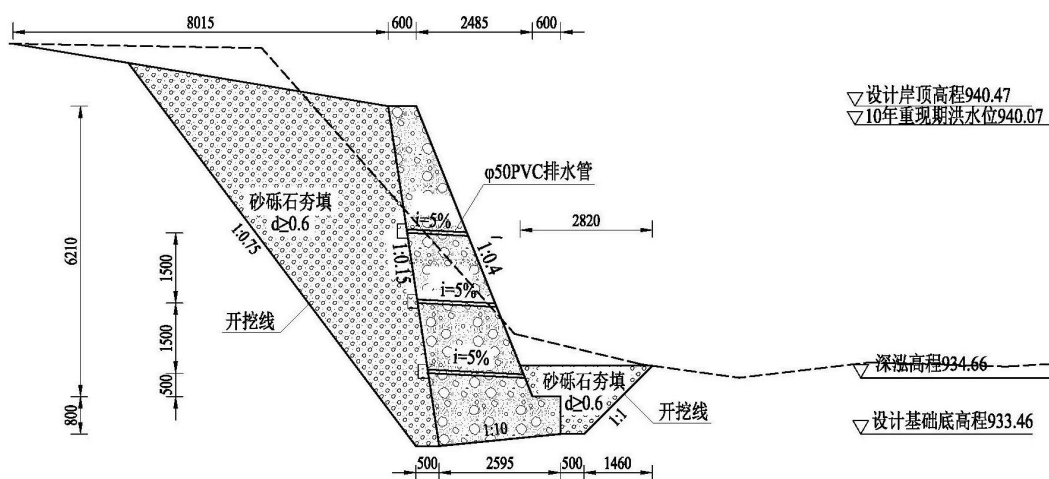 8015
600
2485
600
设计岸顶高程940.47
10年重现期洪水位940.07
φ50PVC排水管
砂砾石夯填
d≥0.6
i=5%
2820
1:0.75
1:0.15
1:0.4
6210
1500
i=5%
开挖线
1500
i=5%
深泓高程934.66
500
砂砾石夯填
d≥0.6
开挖线
800
1:10
1:1
设计基础底高程933.46
500
2595
500
1460